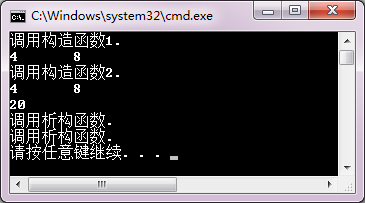 C:\Windows\system32\cmd.exe
调用构造函数1.
4 8
调用构造函数2.
4 8
20
调用析构函数.
调用析构函数.
请按任意键继续. . .